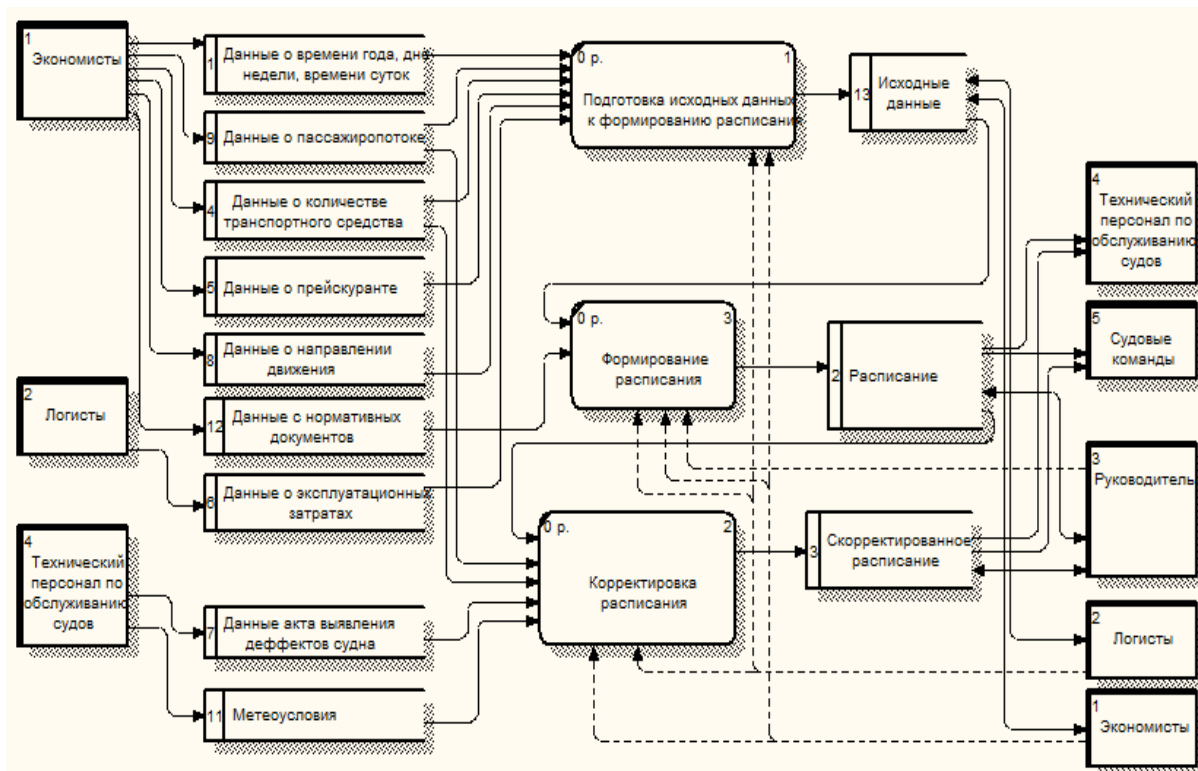 1
Экономисты
1
Данные о времени года, дне
недели, времени суток
9
Данные о пассажиропотоке
4
Данные о количестве
транспортного средства
5
Данные о прейскуранте
8
Данные о направлении
движения
2
Логисты
12
Данные с нормативных
документов
6
Данные о эксплуатационных
затратах
4
Технический
персонал по
обслуживанию
судов
7
Данные акта выявления
деффектов судна
11
Метеоусловия
0 р.
1
Подготовка исходных данных
к формированию расписания
0 р.
3
Формирование
расписания
0 р.
2
Корректировка
расписания
13
Исходные
данные
2
Расписание
3
Скорректированное
расписание
4
Технический
персонал по
обслуживанию
судов
5
Судовые
команды
3
Руководитель
2
Логисты
1
Экономисты